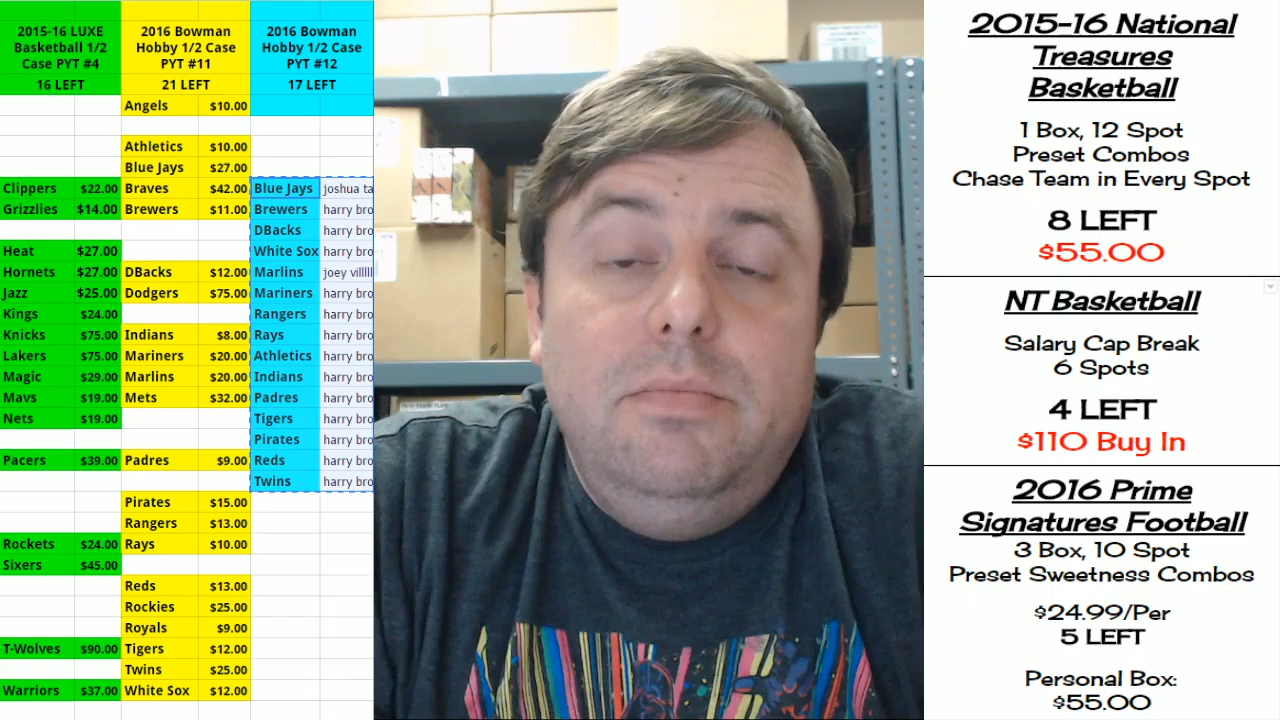 2015-16 LUXE
Basketball 1/2
Case PYT #4
16 LEFT
Clippers $22.00
Grizzlies $14.00
Heat $27.00
Hornets $27.00
Jazz $25.00
Kings $24.00
Knicks $75.00
Lakers $75.00
Magic $29.00
Mavs $19.00
Nets $19.00
Pacers $39.00
Rockets $24.00
Sixers $45.00
T-Wolves $90.00
Warriors $37.00
2016 Bowman
Hobby 1/2 Case
PYT #11
21 LEFT
Angels $10.00
Athletics $10.00
Blue Jays $27.00
Braves $42.00
Brewers $11.00
DBacks $12.00
Dodgers $75.00
Indians $8.00
Mariners $20.00
Marlins $20.00
Mets $32.00
Padres $9.00
Pirates $15.00
Rangers $13.00
Rays $10.00
Reds $13.00
Rockies $25.00
Royals $9.00
Tigers $12.00
Twins $25.00
White Sox $12.00
2016 Bowman
Hobby 1/2 Case
PYT #12
17 LEFT
Blue Jays joshua ta
Brewers harry bro
DBacks harry bro
White Sox harry bro
Marlins joey villlll
Mariners harry bro
Rangers harry bro
Rays harry bro
Athletics harry bro
Indians harry bro
Padres harry bro
Tigers harry bro
Pirates harry bro
Reds harry bro
Twins harry bro
2015-16 National
Treasures
Basketball
1 Box, 12 Spot
Preset Combos
Chase Team in Every Spot
8 LEFT
$55.00
NT Basketball
Salary Cap Break
6 Spots
4 LEFT
$110 Buy In
2016 Prime
Signatures Football
3 Box, 10 Spot
Preset Sweetness Combos
$24.99/Per
5 LEFT
Personal Box:
$55.00